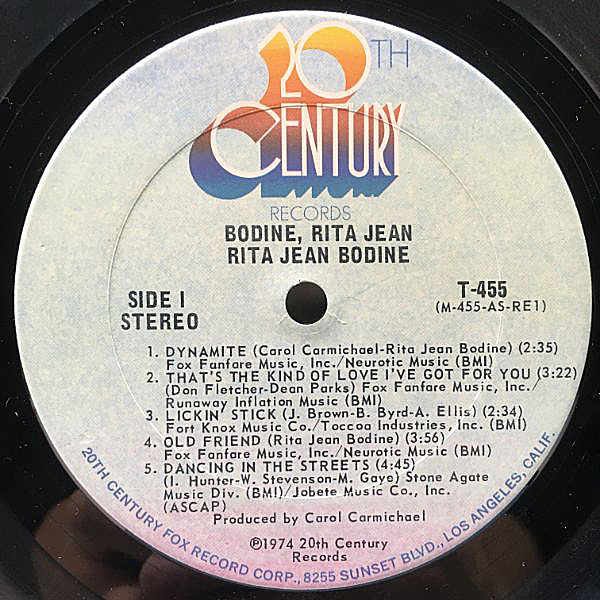 20TH
CENTURY
RECORDS
BODINE, RITA JEAN
RITA JEAN BODINE
SIDE I
STEREO
T-455
(M-455-AS-RE1)
1. DYNAMITE (Carol Carmichael-Rita Jean Bodine) (2:35)
Fox Fanfare Music, Inc./Neurotic Music (BMI)
2. THAT'S THE KIND OF LOVE I'VE GOT FOR YOU (3:22)
(Don Fletcher-Dean Parks) Fox Fanfare Music, Inc./
Runaway Inflation Music (BMI)
3. LICKIN' STICK (J. Brown-B. Byrd-A. Ellis) (2:34)
Fort Knox Music Co./Toccoa Industries, Inc. (BMI)
4. OLD FRIEND (Rita Jean Bodine) (3:56)
Fox Fanfare Music, Inc./Neurotic Music (BMI)
5. DANCING IN THE STREETS (4:45)
(I. Hunter-W. Stevenson-M. Gaye) Stone Agate
Music Div. (BMI)/Jobete Music Co., Inc.
(ASCAP)
Produced by Carol Carmichael
℗1974 20th Century
Records
20TH CENTURY FOX RECORD CORP., 8255 SUNSET BLVD., LOS ANGELES, CALIF.